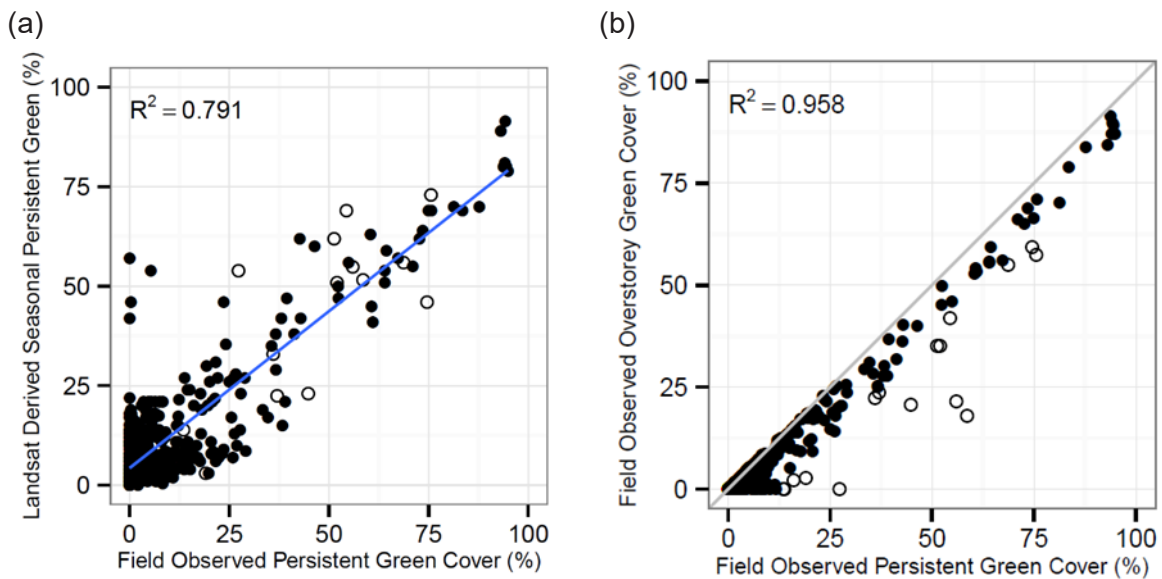 (a)
Landsat Derived Seasonal Persistent Green (%)
R² = 0.791
100
75
50
25
0
0 25 50 75 100
Field Observed Persistent Green Cover (%)
(b)
Field Observed Overstorey Green Cover (%)
R² = 0.958
100
75
50
25
0
0 25 50 75 100
Field Observed Persistent Green Cover (%)